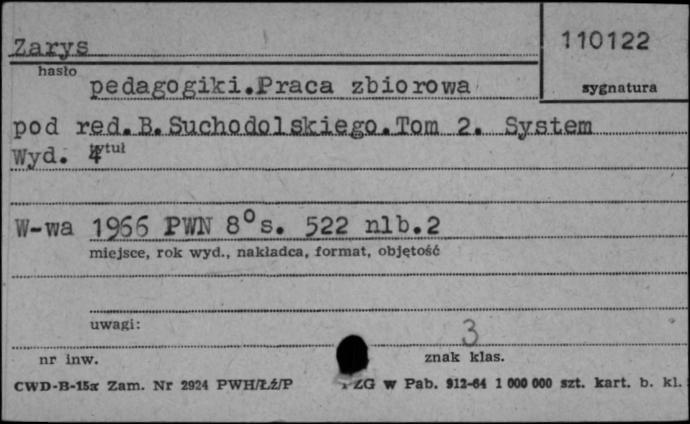 Zarys
110122
hasło
sygnatura
pedagogiki.Praca zbiorowa
pod red.B.Suchodolskiego.Tom 2. System
tytuł
Wyd. 4
W-wa 1966 PWN 8° s. 522 nlb.2
miejsce, rok wyd., nakładca, format, objętość
uwagi:
3
nr inw.
znak klas.
CWD-B-15a Zam. Nr 2924 PWH/Łź/P ZG w Pab. 912-64 1 000 000 szt. kart. b. kl.